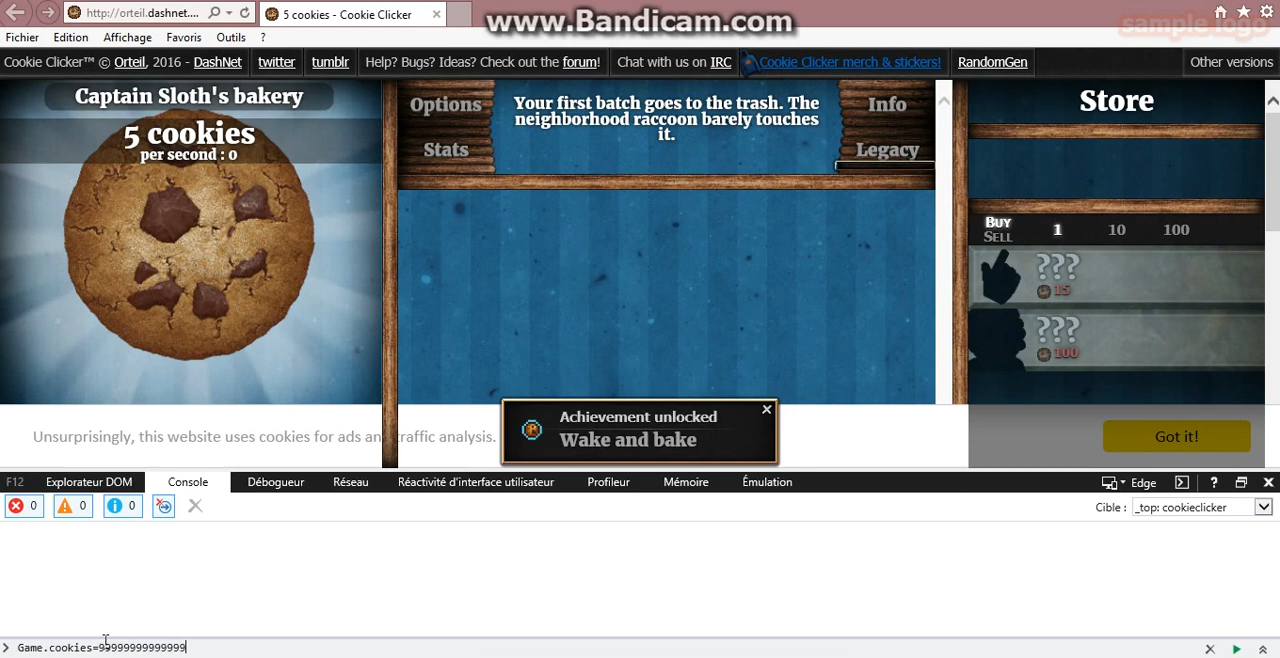 www.Bandicam.com
sample logo
http://orteil.dashnet....
5 cookies - Cookie Clicker
Fichier Edition Affichage Favoris Outils ?
Cookie Clicker™ © Orteil, 2016 - DashNet twitter tumblr Help? Bugs? Ideas? Check out the forum! Chat with us on IRC Cookie Clicker merch & stickers! RandomGen Other versions
Captain Sloth's bakery
5 cookies
per second : 0
Options
Stats
Your first batch goes to the trash. The
neighborhood raccoon barely touches
it.
Info
Legacy
Store
BUY
SELL
1 10 100
???
15
???
100
Achievement unlocked
Wake and bake
Unsurprisingly, this website uses cookies for ads and traffic analysis.
Got it!
F12 Explorateur DOM Console Débogueur Réseau Réactivité d'interface utilisateur Profileur Mémoire Émulation Edge ?
0 0 0
Cible : _top: cookieclicker